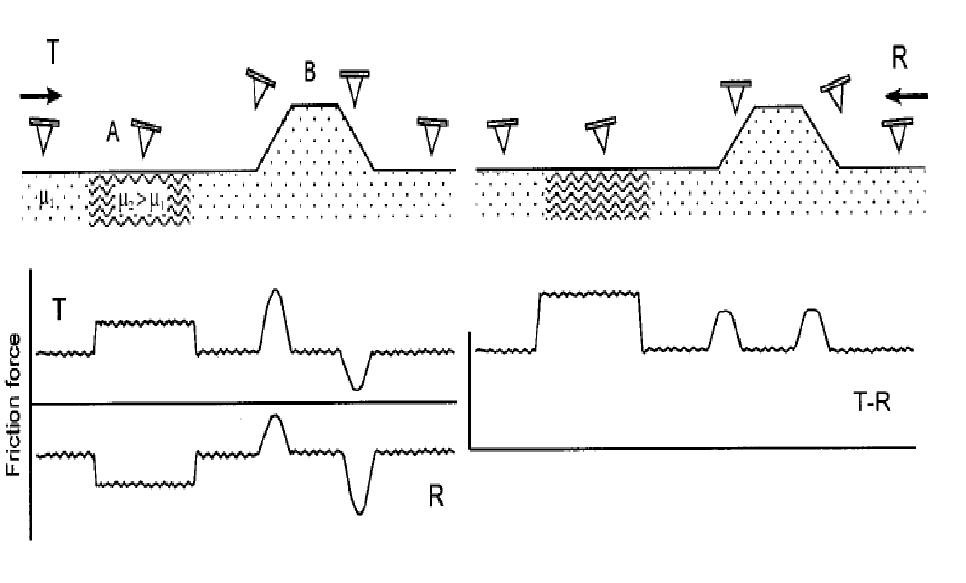 T
R
A
B
μ₁
μ₂>μ₁
Friction force
T
R
T-R